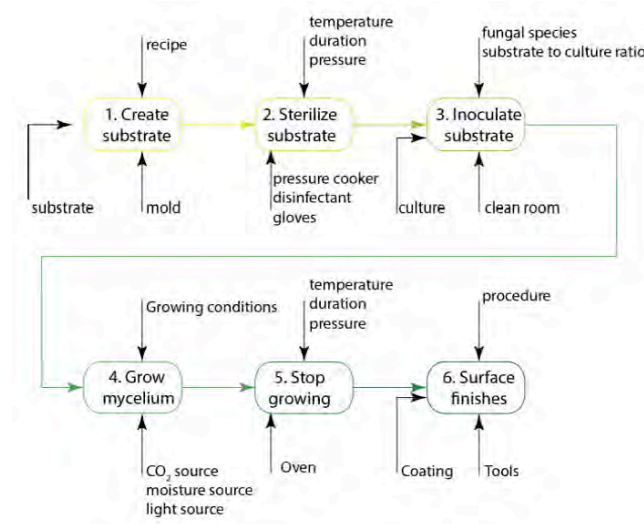 recipe
temperature
duration
pressure
fungal species
substrate to culture ratio
1. Create
substrate
2. Sterilize
substrate
3. Inoculate
substrate
substrate
mold
pressure cooker
disinfectant
gloves
culture
clean room
Growing conditions
temperature
duration
pressure
procedure
4. Grow
mycelium
5. Stop
growing
6. Surface
finishes
CO₂ source
moisture source
light source
Oven
Coating
Tools